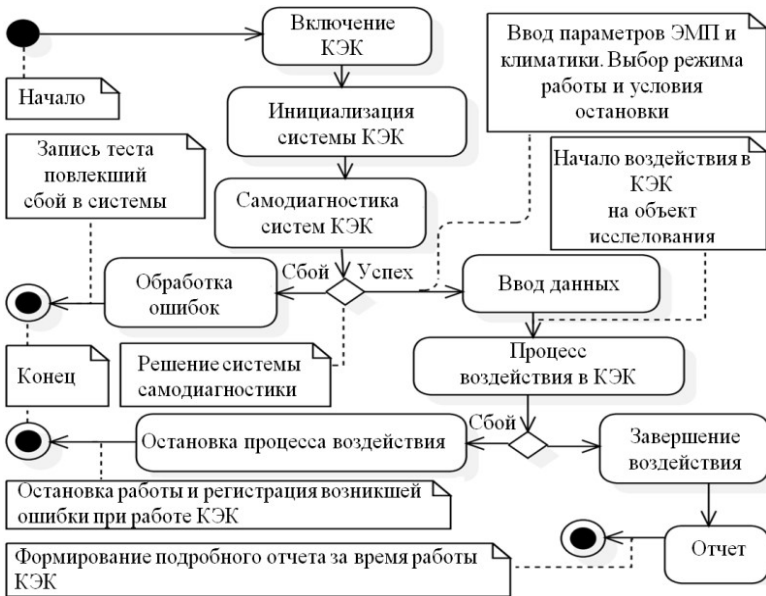 Включение
КЭК
Начало
Ввод параметров ЭМП и
климатики. Выбор режима
работы и условия
остановки
Инициализация
системы КЭК
Запись теста
повлекший
сбой в системы
Начало воздействия в
КЭК
на объект
исследования
Самодиагностика
систем КЭК
Сбой
Успех
Обработка
ошибок
Ввод данных
Конец
Решение системы
самодиагностики
Процесс
воздействия в КЭК
Сбой
Остановка процесса воздействия
Завершение
воздействия
Остановка работы и регистрация возникшей
ошибки при работе КЭК
Формирование подробного отчета за время работы
КЭК
Отчет